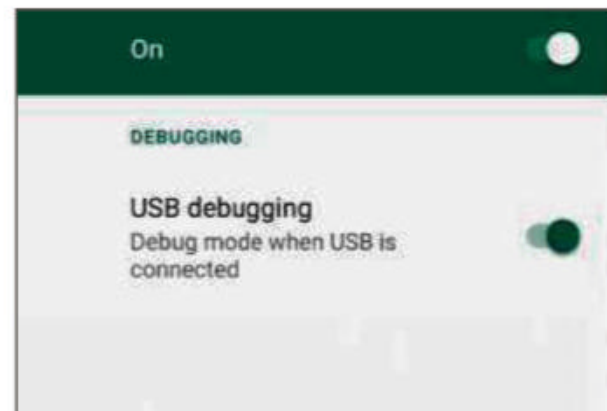 On
DEBUGGING
USB debugging
Debug mode when USB is
connected